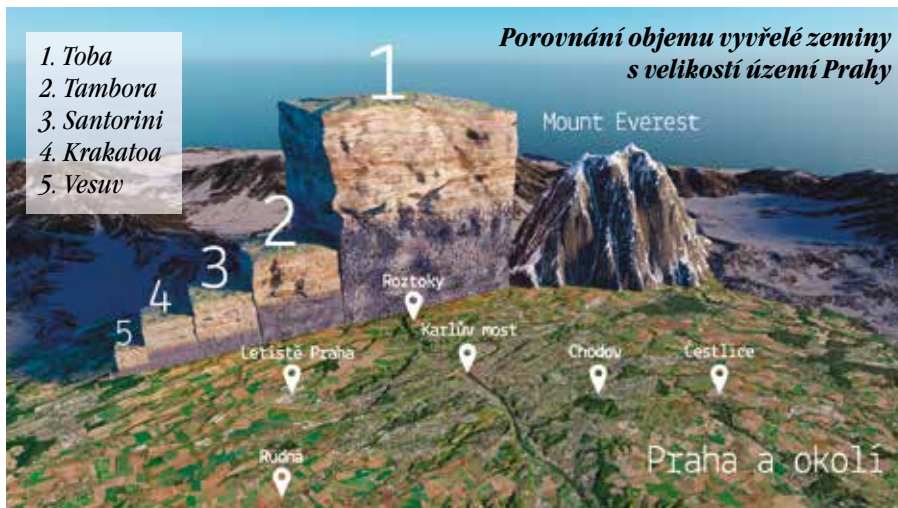 1. Toba
2. Tambora
3. Santorini
4. Krakatoa
5. Vesuv
Porovnání objemu vyvřelé zeminy
s velikostí území Prahy
1
Mount Everest
2
3
4
5
Roztoky
Karlův most
Letiště Praha
Chodov
Čestlice
Rudná
Praha a okolí